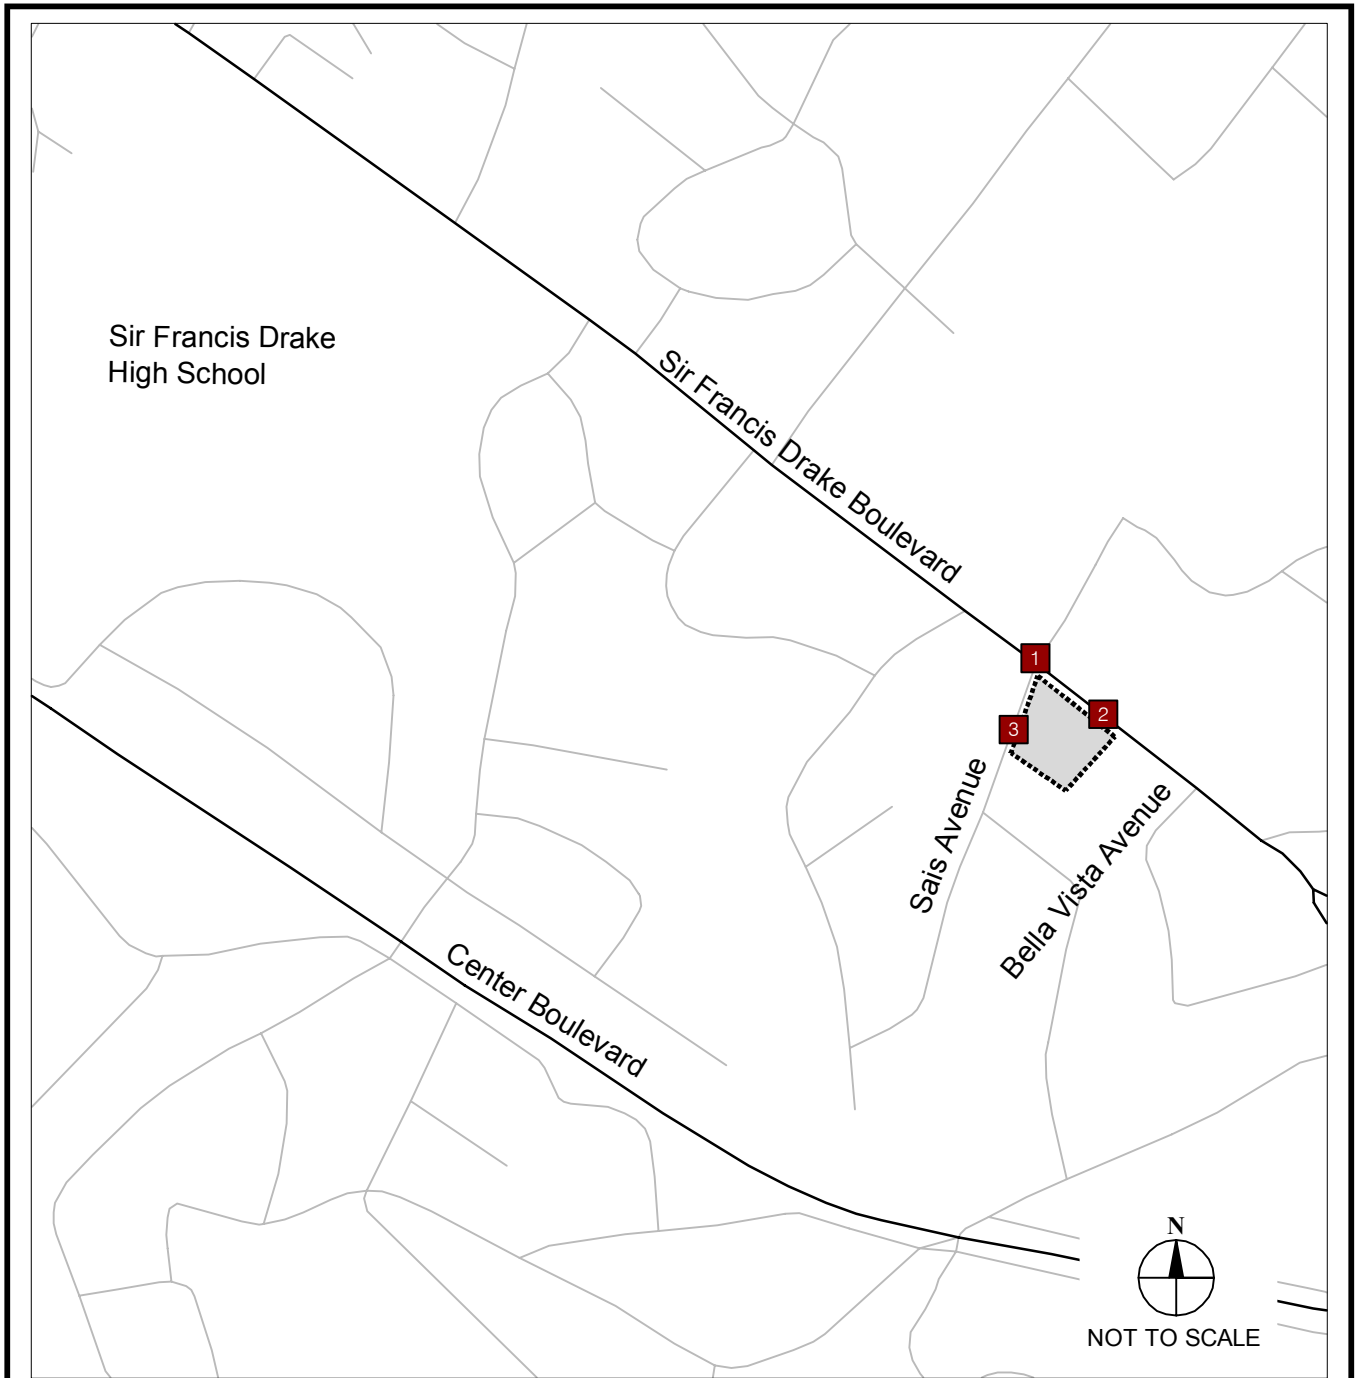 Sir Francis Drake
High School
Sir Francis Drake Boulevard
1
2
3
Sais Avenue
Bella Vista Avenue
Center Boulevard
N
NOT TO SCALE